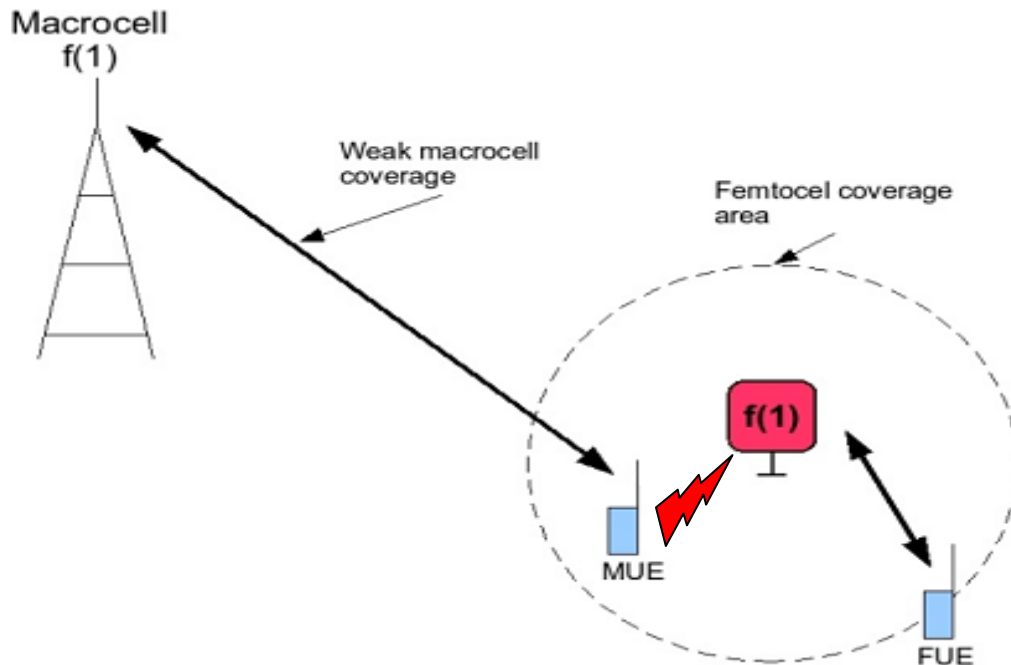 Macrocell
f(1)
Weak macrocell
coverage
Femtocel coverage
area
f(1)
MUE
FUE